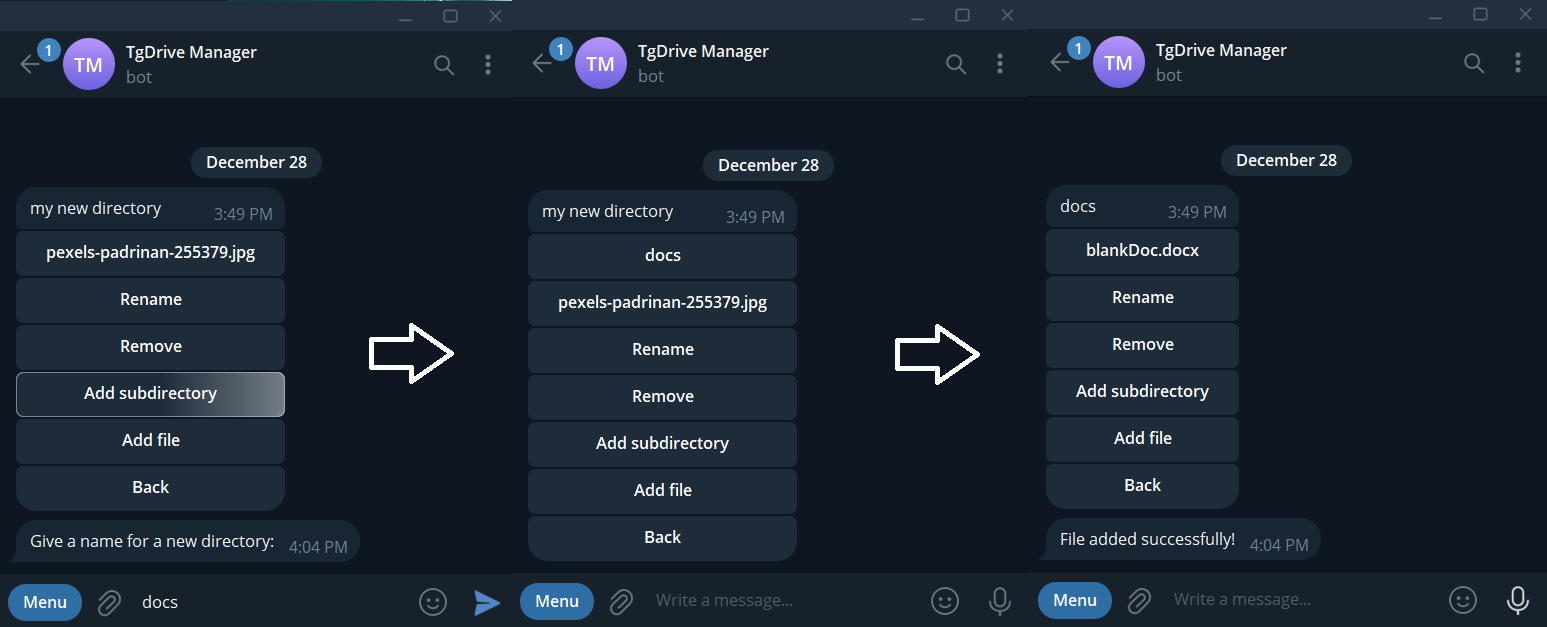 1
TM
TgDrive Manager
bot
December 28
my new directory
3:49 PM
pexels-padrinan-255379.jpg
Rename
Remove
Add subdirectory
Add file
Back
Give a name for a new directory:
4:04 PM
Menu
docs
1
TM
TgDrive Manager
bot
December 28
my new directory
3:49 PM
docs
pexels-padrinan-255379.jpg
Rename
Remove
Add subdirectory
Add file
Back
Menu
Write a message...
1
TM
TgDrive Manager
bot
December 28
docs
3:49 PM
blankDoc.docx
Rename
Remove
Add subdirectory
Add file
Back
File added successfully!
4:04 PM
Menu
Write a message...